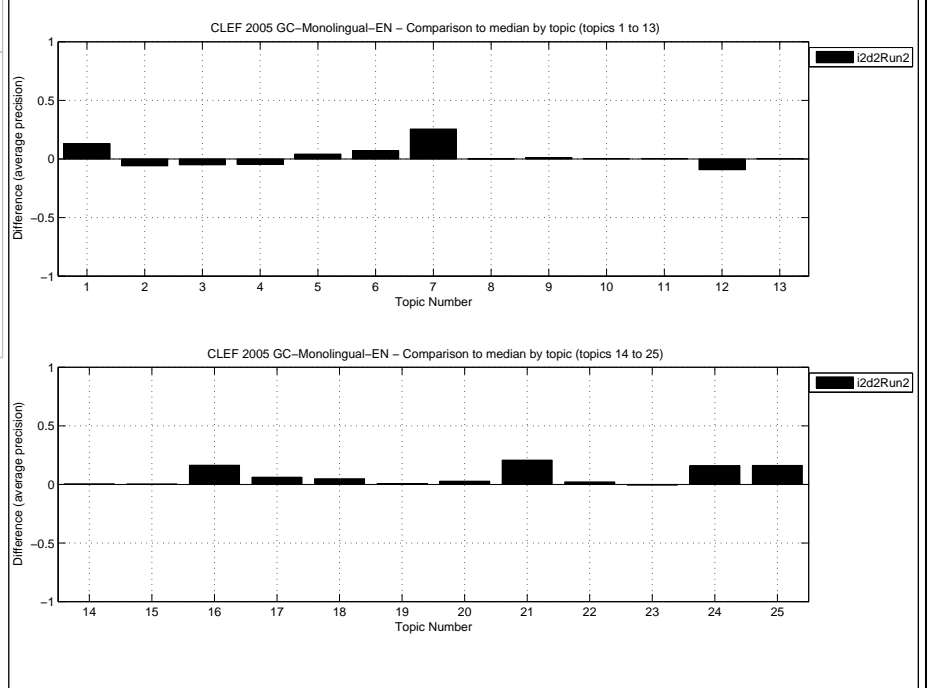 CLEF 2005 GC−Monolingual−EN − Comparison to median by topic (topics 1 to 13)
i2d2Run2
Difference (average precision)
1
0.5
0
−0.5
−1
1 2 3 4 5 6 7 8 9 10 11 12 13
Topic Number
CLEF 2005 GC−Monolingual−EN − Comparison to median by topic (topics 14 to 25)
i2d2Run2
Difference (average precision)
1
0.5
0
−0.5
−1
14 15 16 17 18 19 20 21 22 23 24 25
Topic Number